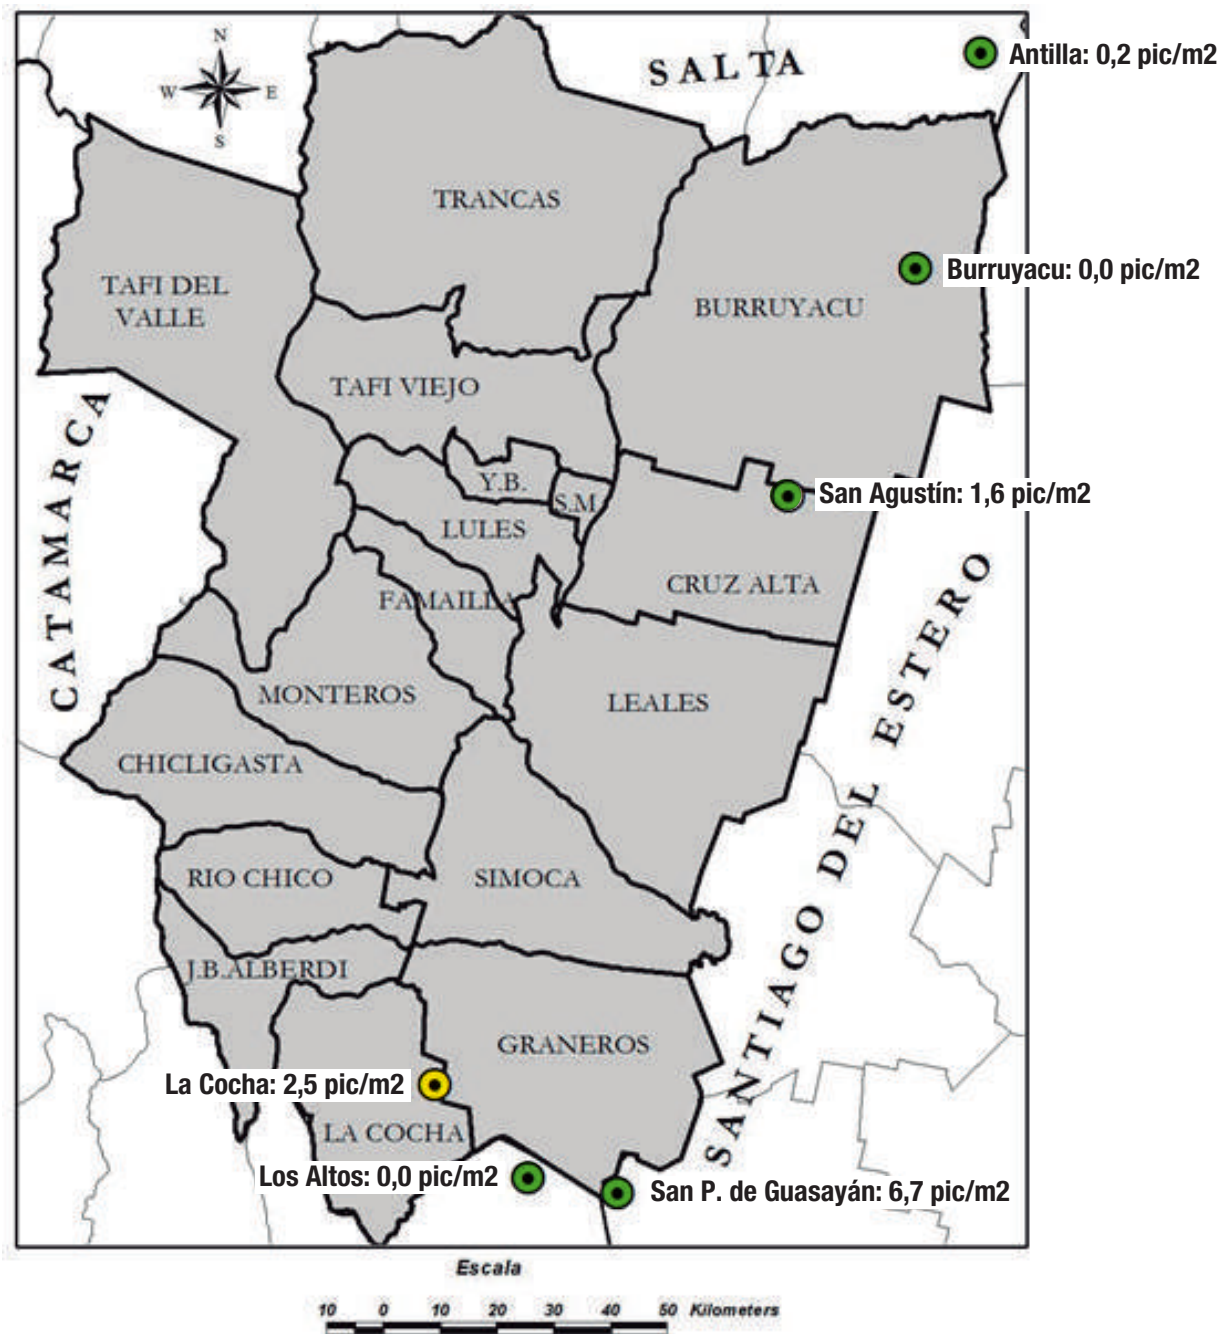 N
W E
S
SALTA
Antilla: 0,2 pic/m2
TRANCAS
Burruyacu: 0,0 pic/m2
TAFI DEL
VALLE
BURRUYACU
TAFI VIEJO
CATAMARCA
Y.B.
S.M
San Agustín: 1,6 pic/m2
LULES
CRUZ ALTA
FAMAILLA
SANTIAGO DEL ESTERO
MONTEROS
LEALES
CHICLIGASTA
RIO CHICO
SIMOCA
J.B.ALBERDI
GRANEROS
La Cocha: 2,5 pic/m2
LA COCHA
Los Altos: 0,0 pic/m2
San P. de Guasayán: 6,7 pic/m2
Escala
10 0 10 20 30 40 50 Kilometers